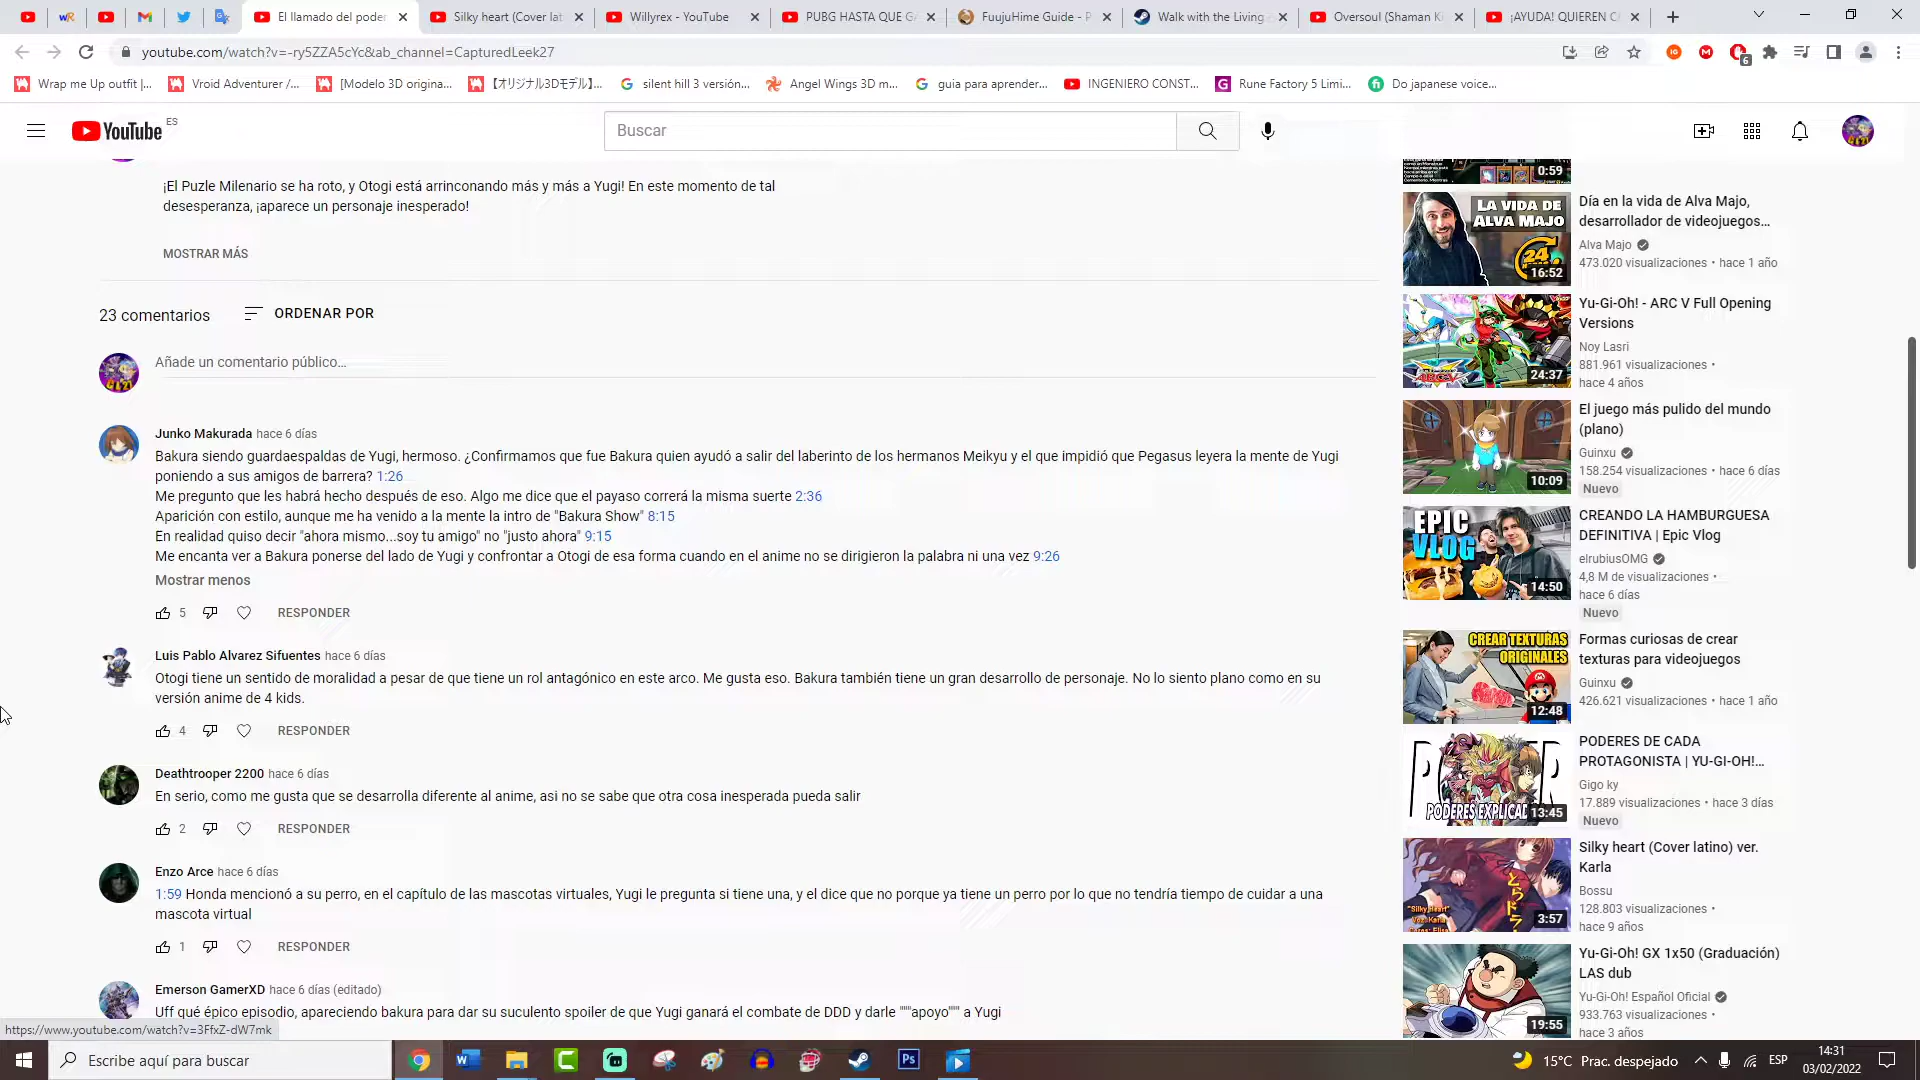 El llamado del poder
Silky heart (Cover lat
Willyrex - YouTube
PUBG HASTA QUE GA
FuujuHime Guide - P
Walk with the Living
Oversoul (Shaman Ki
¡AYUDA! QUIEREN C
youtube.com/watch?v=-ry5ZZA5cYc&ab_channel=CapturedLeek27
6
Wrap me Up outfit |...
Vroid Adventurer /...
[Modelo 3D origina...
【オリジナル3Dモデル】...
silent hill 3 versión...
Angel Wings 3D m...
guia para aprender...
INGENIERO CONST...
Rune Factory 5 Limi...
Do japanese voice...
YouTube ES
Buscar
¡El Puzle Milenario se ha roto, y Otogi está arrinconando más y más a Yugi! En este momento de tal
desesperanza, ¡aparece un personaje inesperado!
MOSTRAR MÁS
23 comentarios
ORDENAR POR
Añade un comentario público...
Junko Makurada hace 6 días
Bakura siendo guardaespaldas de Yugi, hermoso. ¿Confirmamos que fue Bakura quien ayudó a salir del laberinto de los hermanos Meikyu y el que impidió que Pegasus leyera la mente de Yugi
poniendo a sus amigos de barrera? 1:26
Me pregunto que les habrá hecho después de eso. Algo me dice que el payaso correrá la misma suerte 2:36
Aparición con estilo, aunque me ha venido a la mente la intro de "Bakura Show" 8:15
En realidad quiso decir "ahora mismo...soy tu amigo" no "justo ahora" 9:15
Me encanta ver a Bakura ponerse del lado de Yugi y confrontar a Otogi de esa forma cuando en el anime no se dirigieron la palabra ni una vez 9:26
Mostrar menos
5 RESPONDER
Luis Pablo Alvarez Sifuentes hace 6 días
Otogi tiene un sentido de moralidad a pesar de que tiene un rol antagónico en este arco. Me gusta eso. Bakura también tiene un gran desarrollo de personaje. No lo siento plano como en su
versión anime de 4 kids.
4 RESPONDER
Deathtrooper 2200 hace 6 días
En serio, como me gusta que se desarrolla diferente al anime, asi no se sabe que otra cosa inesperada pueda salir
2 RESPONDER
Enzo Arce hace 6 días
1:59 Honda mencionó a su perro, en el capítulo de las mascotas virtuales, Yugi le pregunta si tiene una, y el dice que no porque ya tiene un perro por lo que no tendría tiempo de cuidar a una
mascota virtual
1 RESPONDER
Emerson GamerXD hace 6 días (editado)
Uff qué épico episodio, apareciendo bakura para dar su suculento spoiler de que Yugi ganará el combate de DDD y darle """apoyo""" a Yugi
https://www.youtube.com/watch?v=3FfxZ-dW7mk
0:59
LA VIDA DE
ALVA MAJO
24
16:52
Día en la vida de Alva Majo,
desarrollador de videojuegos...
Alva Majo
473.020 visualizaciones • hace 1 año
ARC-V
24:37
Yu-Gi-Oh! - ARC V Full Opening
Versions
Noy Lasri
881.961 visualizaciones •
hace 4 años
10:09
El juego más pulido del mundo
(plano)
Guinxu
158.254 visualizaciones • hace 6 días
Nuevo
EPIC
VLOG
14:50
CREANDO LA HAMBURGUESA
DEFINITIVA | Epic Vlog
elrubiusOMG
4,8 M de visualizaciones •
hace 6 días
Nuevo
CREAR TEXTURAS
ORIGINALES
12:48
Formas curiosas de crear
texturas para videojuegos
Guinxu
426.621 visualizaciones • hace 1 año
PODERES EXPLICAD
13:45
PODERES DE CADA
PROTAGONISTA | YU-GI-OH!...
Gigo ky
17.889 visualizaciones • hace 3 días
Nuevo
とらドラ
"Silky Heart"
Voz: Karla
3:57
Silky heart (Cover latino) ver.
Karla
Bossu
128.803 visualizaciones •
hace 9 años
19:55
Yu-Gi-Oh! GX 1x50 (Graduación)
LAS dub
Yu-Gi-Oh! Español Oficial
933.763 visualizaciones •
hace 3 años
Escribe aquí para buscar
Ps
15°C Prac. despejado
ESP
14:31
03/02/2022